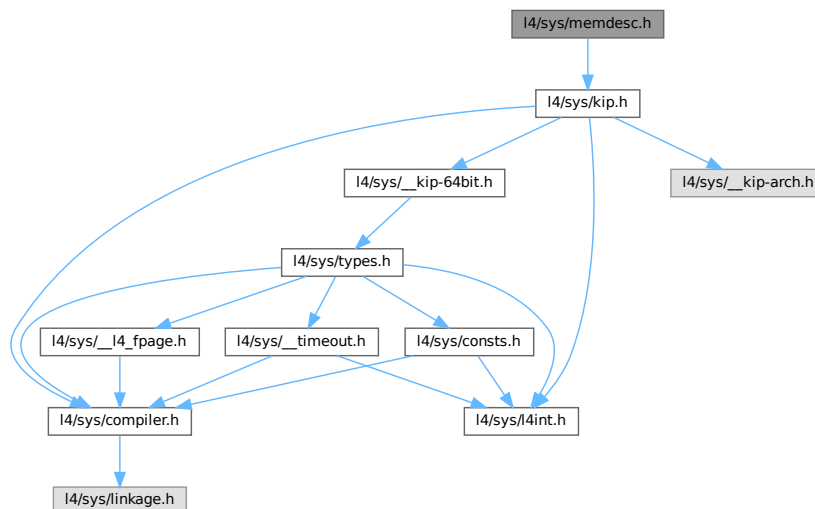 l4/sys/memdesc.h
l4/sys/kip.h
l4/sys/__kip-64bit.h
l4/sys/__kip-arch.h
l4/sys/types.h
l4/sys/__l4_fpage.h
l4/sys/__timeout.h
l4/sys/consts.h
l4/sys/compiler.h
l4/sys/l4int.h
l4/sys/linkage.h